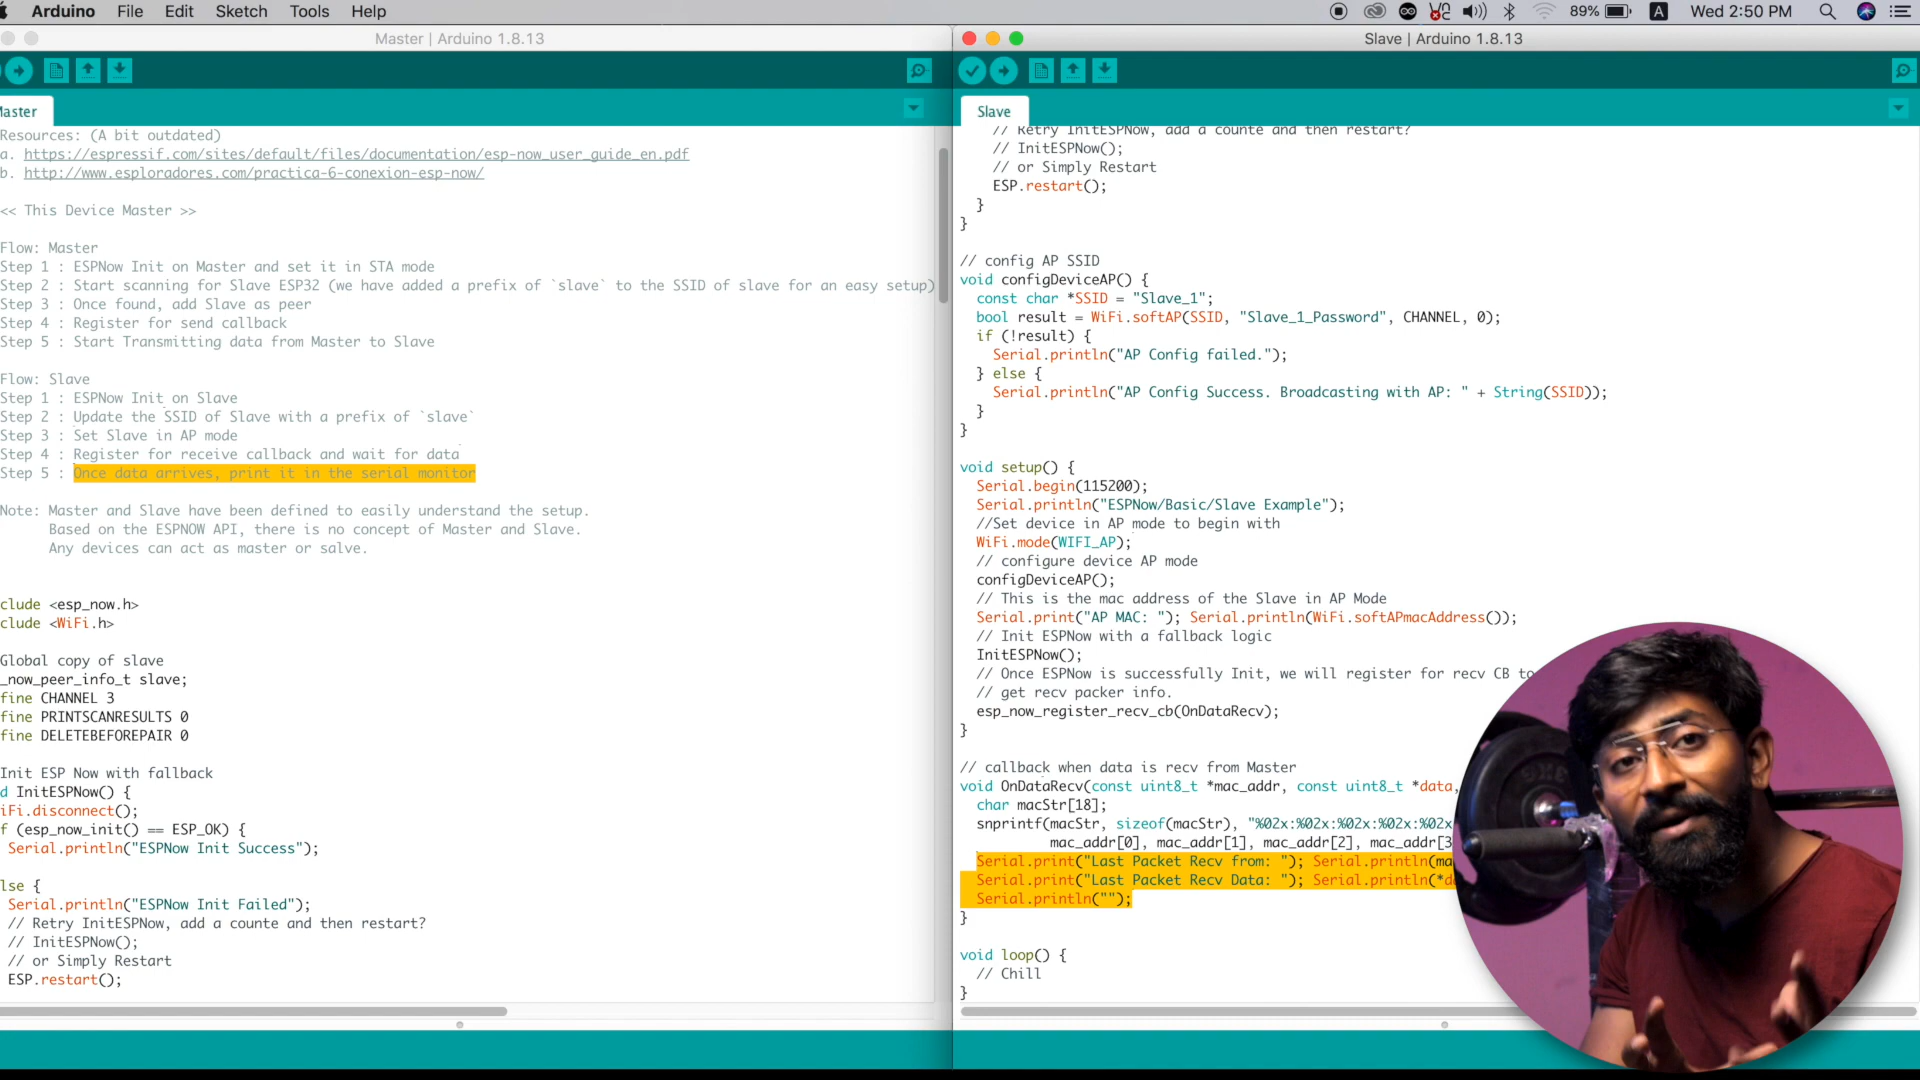 Arduino File Edit Sketch Tools Help
89% A Wed 2:50 PM
Master | Arduino 1.8.13
Master
Resources: (A bit outdated)
a. https://espressif.com/sites/default/files/documentation/esp-now_user_guide_en.pdf
b. http://www.esploradores.com/practica-6-conexion-esp-now/
<< This Device Master >>
Flow: Master
Step 1 : ESPNow Init on Master and set it in STA mode
Step 2 : Start scanning for Slave ESP32 (we have added a prefix of `slave` to the SSID of slave for an easy setup)
Step 3 : Once found, add Slave as peer
Step 4 : Register for send callback
Step 5 : Start Transmitting data from Master to Slave
Flow: Slave
Step 1 : ESPNow Init on Slave
Step 2 : Update the SSID of Slave with a prefix of `slave`
Step 3 : Set Slave in AP mode
Step 4 : Register for receive callback and wait for data
Step 5 : Once data arrives, print it in the serial monitor
Note: Master and Slave have been defined to easily understand the setup.
Based on the ESPNOW API, there is no concept of Master and Slave.
Any devices can act as master or salve.
clude <esp_now.h>
clude <WiFi.h>
Global copy of slave
_now_peer_info_t slave;
fine CHANNEL 3
fine PRINTSCANRESULTS 0
fine DELETEBEFOREPAIR 0
Init ESP Now with fallback
d InitESPNow() {
iFi.disconnect();
f (esp_now_init() == ESP_OK) {
Serial.println("ESPNow Init Success");
lse {
Serial.println("ESPNow Init Failed");
// Retry InitESPNow, add a counte and then restart?
// InitESPNow();
// or Simply Restart
ESP.restart();
Slave | Arduino 1.8.13
Slave
// Retry InitESPNow, add a counte and then restart?
// InitESPNow();
// or Simply Restart
ESP.restart();
}
}
// config AP SSID
void configDeviceAP() {
const char *SSID = "Slave_1";
bool result = WiFi.softAP(SSID, "Slave_1_Password", CHANNEL, 0);
if (!result) {
Serial.println("AP Config failed.");
} else {
Serial.println("AP Config Success. Broadcasting with AP: " + String(SSID));
}
}
void setup() {
Serial.begin(115200);
Serial.println("ESPNow/Basic/Slave Example");
//Set device in AP mode to begin with
WiFi.mode(WIFI_AP);
// configure device AP mode
configDeviceAP();
// This is the mac address of the Slave in AP Mode
Serial.print("AP MAC: "); Serial.println(WiFi.softAPmacAddress());
// Init ESPNow with a fallback logic
InitESPNow();
// Once ESPNow is successfully Init, we will register for recv CB to
// get recv packer info.
esp_now_register_recv_cb(OnDataRecv);
}
// callback when data is recv from Master
void OnDataRecv(const uint8_t *mac_addr, const uint8_t *data,
char macStr[18];
snprintf(macStr, sizeof(macStr), "%02x:%02x:%02x:%02x:%02x
mac_addr[0], mac_addr[1], mac_addr[2], mac_addr[3
Serial.print("Last Packet Recv from: "); Serial.println(ma
Serial.print("Last Packet Recv Data: "); Serial.println(*da
Serial.println("");
}
void loop() {
// Chill
}